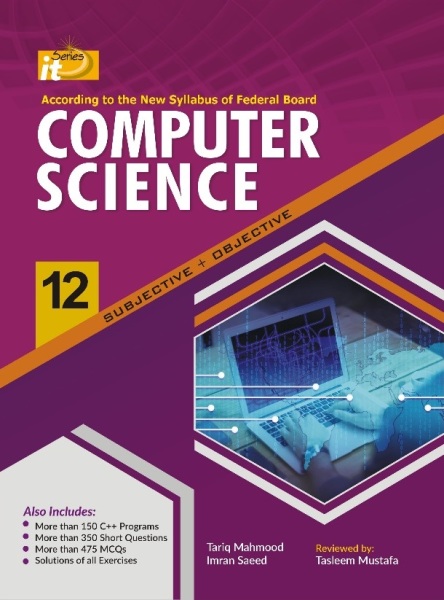 Series
it
According to the New Syllabus of Federal Board
COMPUTER
SCIENCE
12
SUBJECTIVE + OBJECTIVE
Also Includes:
More than 150 C++ Programs
More than 350 Short Questions
More than 475 MCQs
Solutions of all Exercises
Tariq Mahmood
Imran Saeed
Reviewed by:
Tasleem Mustafa